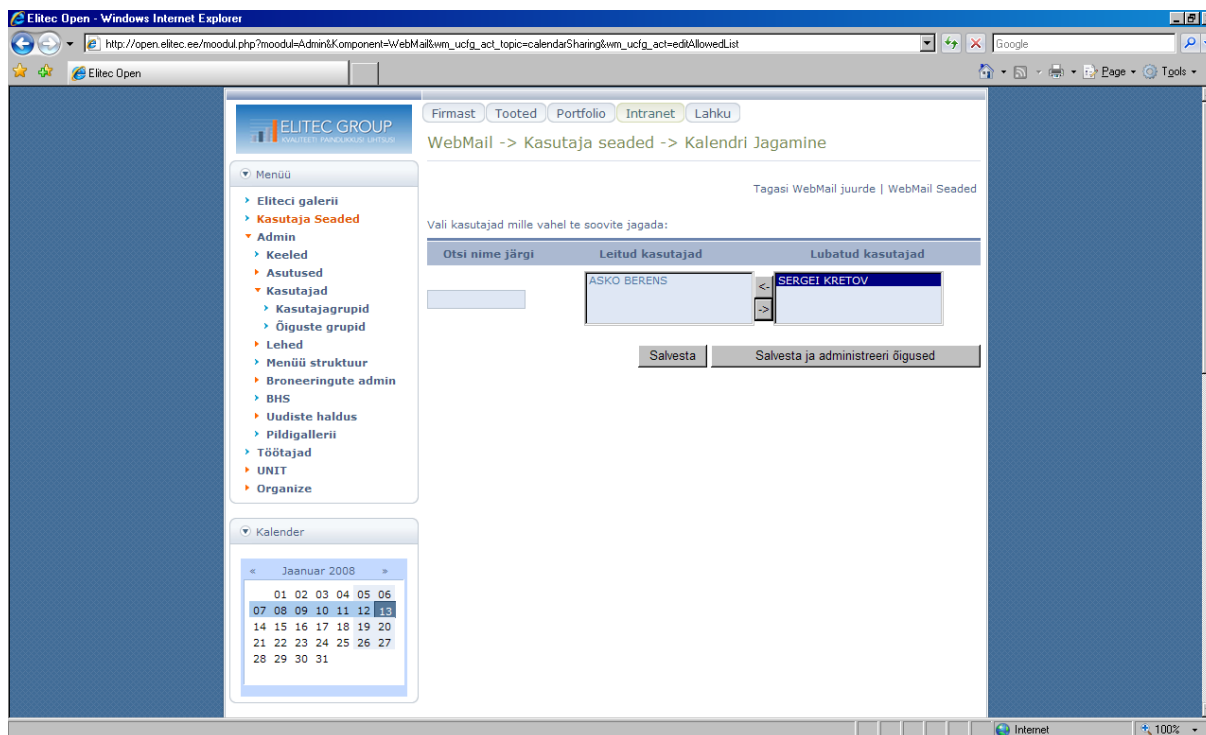 Elitec Open - Windows Internet Explorer
http://open.elitec.ee/moodul.php?moodul=Admin&Komponent=WebMail&wm_ucfg_act_topic=calendarSharing&wm_ucfg_act=editAllowedList
Google
Elitec Open
Page
Tools
ELITEC GROUP
Firmast
Tooted
Portfolio
Intranet
Lahku
WebMail -> Kasutaja seaded -> Kalendri Jagamine
Menüü
Eliteci galerii
Kasutaja Seaded
Admin
Keeled
Asutused
Kasutajad
Kasutajagrupid
Õiguste grupid
Lehed
Menüü struktuur
Broneeringute admin
BHS
Uudiste haldus
Pildigallerii
Töötajad
UNIT
Organize
Tagasi WebMail juurde | WebMail Seaded
Vali kasutajad mille vahel te soovite jagada:
Otsi nime järgi
Leitud kasutajad
Lubatud kasutajad
ASKO BERENS
<-
->
SERGEI KRETOV
Salvesta
Salvesta ja administreeri õigused
Kalender
« Jaanuar 2008 »
01 02 03 04 05 06
07 08 09 10 11 12 13
14 15 16 17 18 19 20
21 22 23 24 25 26 27
28 29 30 31
Internet
100%